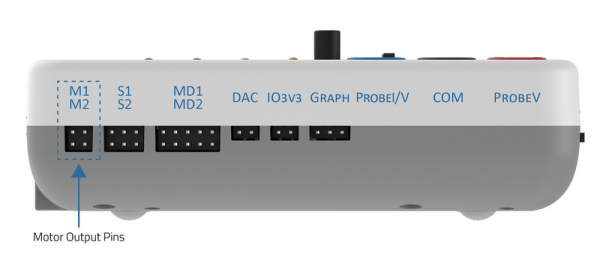 M1 S1 MD1
M2 S2 MD2 DAC IO3V3 GRAPH PROBEI/V COM PROBEV
Motor Output Pins